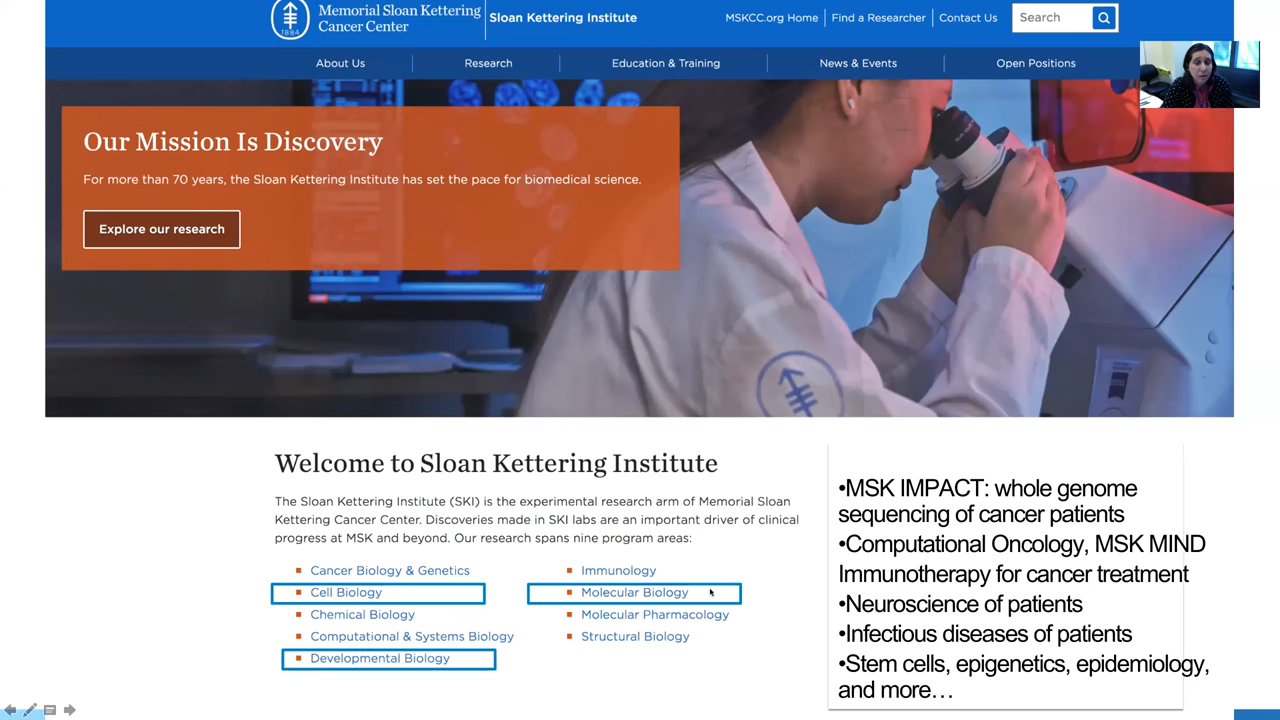 Memorial Sloan Kettering
Cancer Center
1884
Sloan Kettering Institute
MSKCC.org Home
Find a Researcher
Contact Us
Search
About Us
Research
Education & Training
News & Events
Open Positions
Our Mission Is Discovery
For more than 70 years, the Sloan Kettering Institute has set the pace for biomedical science.
Explore our research
Welcome to Sloan Kettering Institute
The Sloan Kettering Institute (SKI) is the experimental research arm of Memorial Sloan
Kettering Cancer Center. Discoveries made in SKI labs are an important driver of clinical
progress at MSK and beyond. Our research spans nine program areas:
Cancer Biology & Genetics
Cell Biology
Chemical Biology
Computational & Systems Biology
Developmental Biology
Immunology
Molecular Biology
Molecular Pharmacology
Structural Biology
•MSK IMPACT: whole genome
sequencing of cancer patients
•Computational Oncology, MSK MIND
Immunotherapy for cancer treatment
•Neuroscience of patients
•Infectious diseases of patients
•Stem cells, epigenetics, epidemiology,
and more…